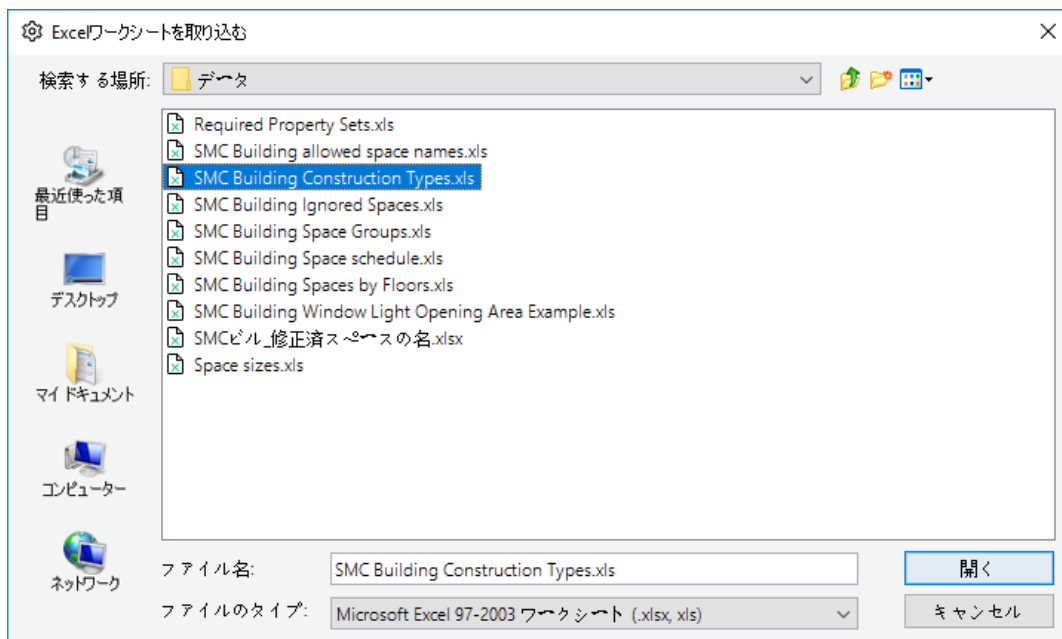 Excelワークシートを取り込む
検索する場所: データ
Required Property Sets.xls
SMC Building allowed space names.xls
SMC Building Construction Types.xls
SMC Building Ignored Spaces.xls
SMC Building Space Groups.xls
SMC Building Space schedule.xls
SMC Building Spaces by Floors.xls
SMC Building Window Light Opening Area Example.xls
SMCビル_修正済スペースの名.xlsx
Space sizes.xls
最近使った項
目
デスクトップ
マイ ドキュメント
コンピューター
ネットワーク
ファイル名: SMC Building Construction Types.xls 開く
ファイルのタイプ: Microsoft Excel 97-2003 ワークシート (.xlsx, xls) キャンセル